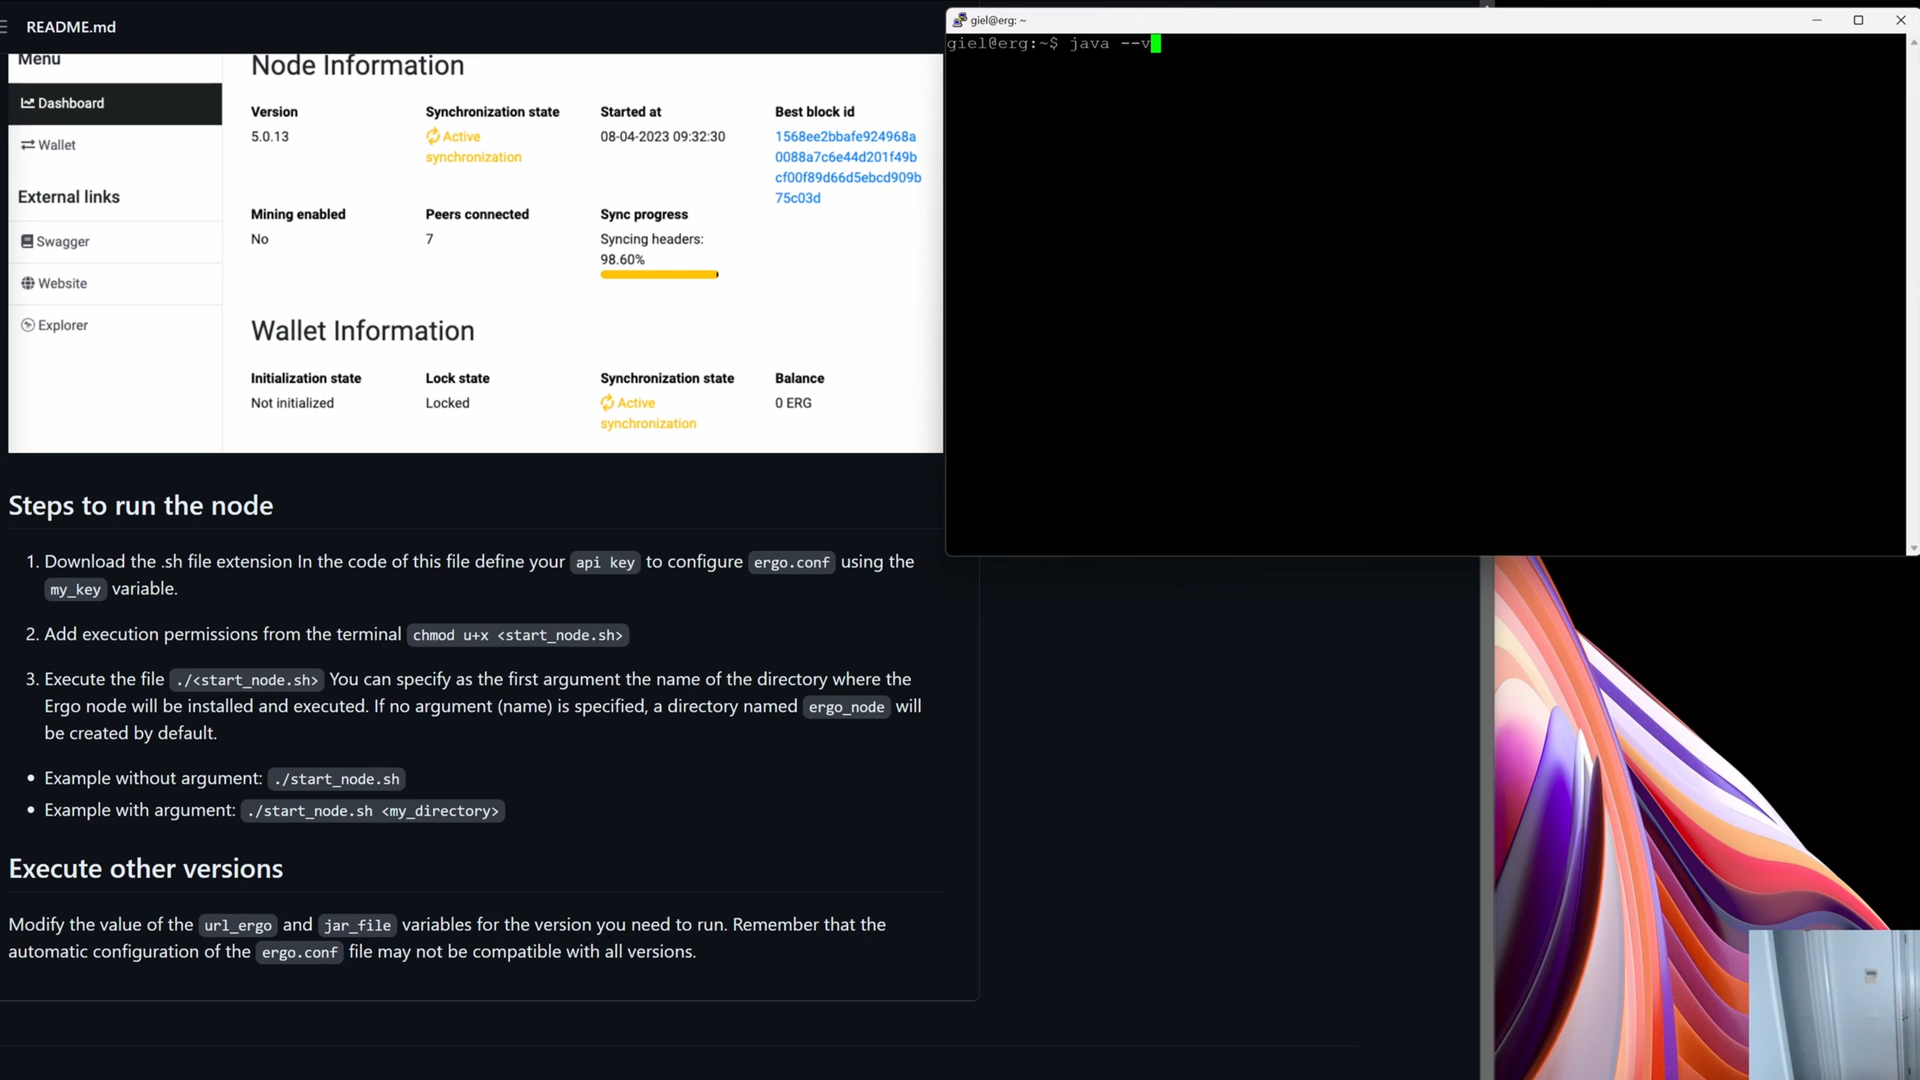 README.md
Menu
Dashboard
Wallet
External links
Swagger
Website
Explorer
Node Information
Version
5.0.13
Synchronization state
Active
synchronization
Started at
08-04-2023 09:32:30
Best block id
1568ee2bbafe924968a
0088a7c6e44d201f49b
cf00f89d66d5ebcd909b
75c03d
Mining enabled
No
Peers connected
7
Sync progress
Syncing headers:
98.60%
Wallet Information
Initialization state
Not initialized
Lock state
Locked
Synchronization state
Active
synchronization
Balance
0 ERG
Steps to run the node
1. Download the .sh file extension In the code of this file define your api key to configure ergo.conf using the
my_key variable.
2. Add execution permissions from the terminal chmod u+x <start_node.sh>
3. Execute the file ./<start_node.sh> You can specify as the first argument the name of the directory where the
Ergo node will be installed and executed. If no argument (name) is specified, a directory named ergo_node will
be created by default.
• Example without argument: ./start_node.sh
• Example with argument: ./start_node.sh <my_directory>
Execute other versions
Modify the value of the url_ergo and jar_file variables for the version you need to run. Remember that the
automatic configuration of the ergo.conf file may not be compatible with all versions.
giel@erg: ~
giel@erg:~$ java --v